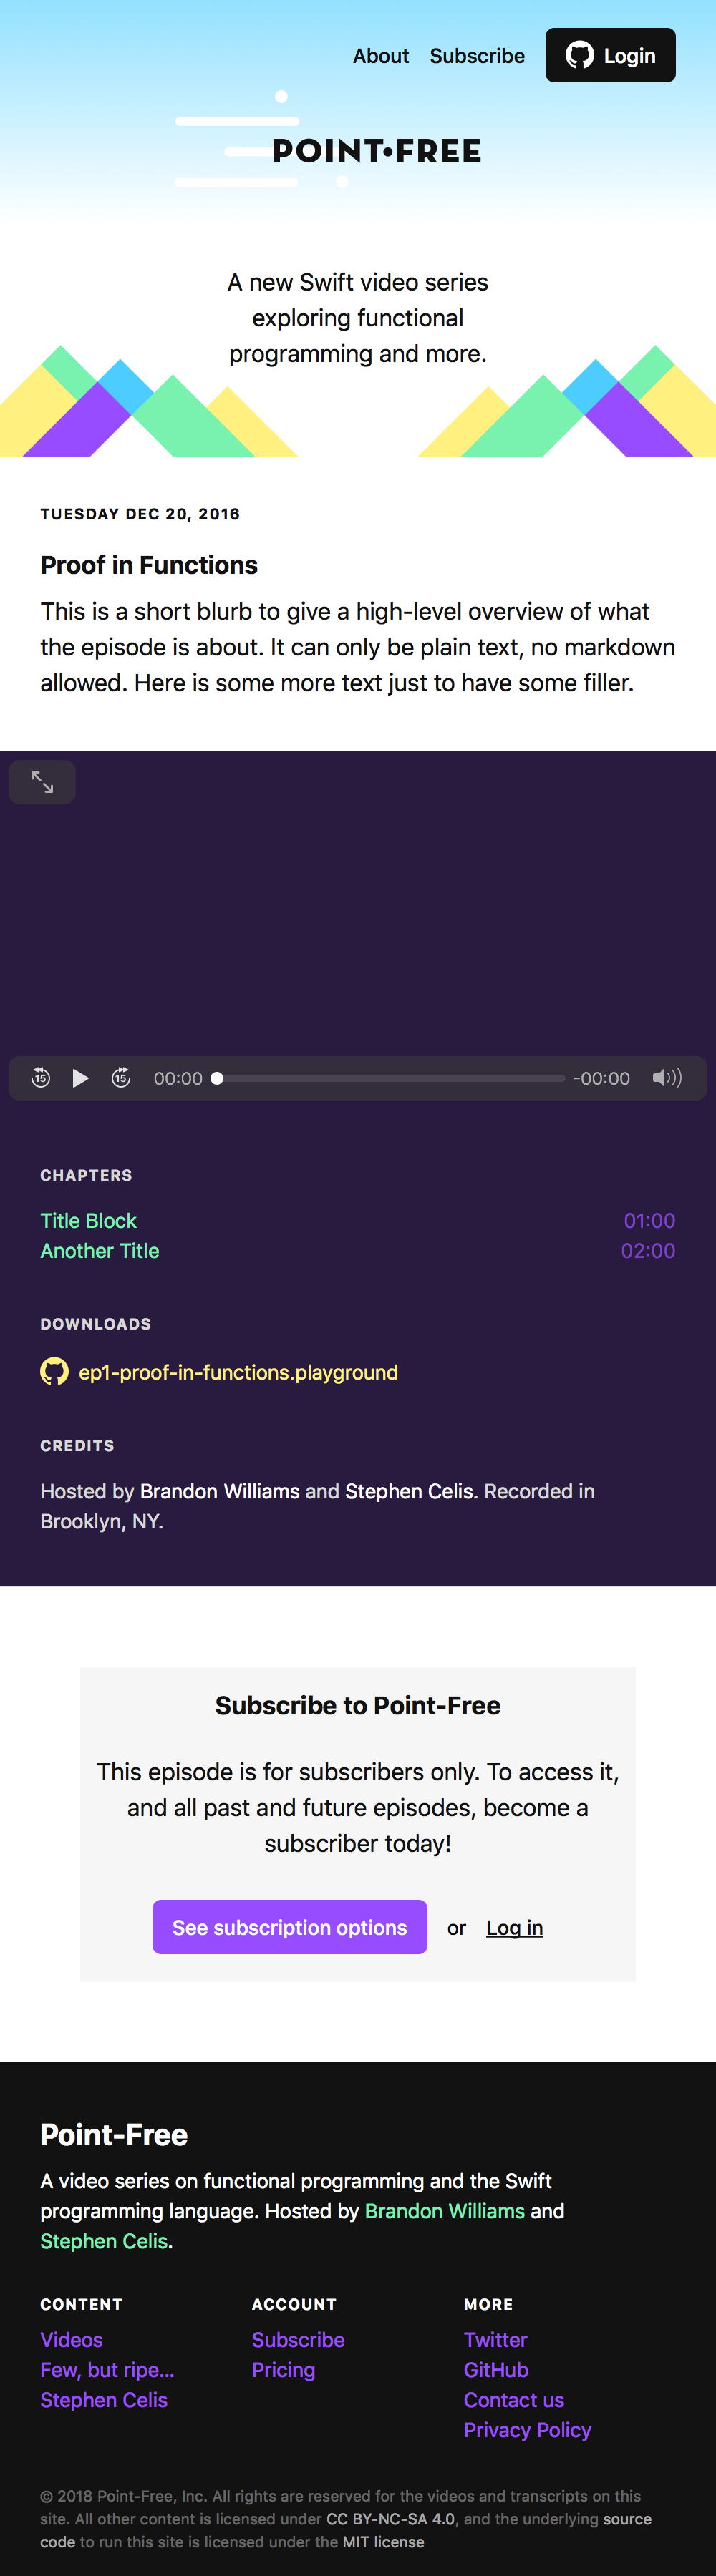 About Subscribe Login
POINT•FREE
A new Swift video series
exploring functional
programming and more.
TUESDAY DEC 20, 2016
Proof in Functions
This is a short blurb to give a high-level overview of what
the episode is about. It can only be plain text, no markdown
allowed. Here is some more text just to have some filler.
15 15 00:00 -00:00
CHAPTERS
Title Block 01:00
Another Title 02:00
DOWNLOADS
ep1-proof-in-functions.playground
CREDITS
Hosted by Brandon Williams and Stephen Celis. Recorded in
Brooklyn, NY.
Subscribe to Point-Free
This episode is for subscribers only. To access it,
and all past and future episodes, become a
subscriber today!
See subscription options or Log in
Point-Free
A video series on functional programming and the Swift
programming language. Hosted by Brandon Williams and
Stephen Celis.
CONTENT
Videos
Few, but ripe...
Stephen Celis
ACCOUNT
Subscribe
Pricing
MORE
Twitter
GitHub
Contact us
Privacy Policy
© 2018 Point-Free, Inc. All rights are reserved for the videos and transcripts on this
site. All other content is licensed under CC BY-NC-SA 4.0, and the underlying source
code to run this site is licensed under the MIT license